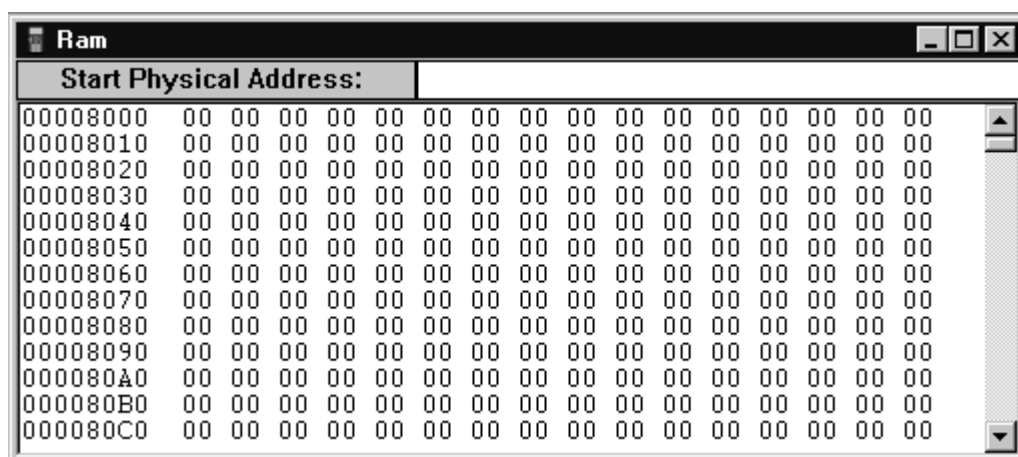 Ram
Start Physical Address:
00008000 00 00 00 00 00 00 00 00 00 00 00 00 00 00 00 00
00008010 00 00 00 00 00 00 00 00 00 00 00 00 00 00 00 00
00008020 00 00 00 00 00 00 00 00 00 00 00 00 00 00 00 00
00008030 00 00 00 00 00 00 00 00 00 00 00 00 00 00 00 00
00008040 00 00 00 00 00 00 00 00 00 00 00 00 00 00 00 00
00008050 00 00 00 00 00 00 00 00 00 00 00 00 00 00 00 00
00008060 00 00 00 00 00 00 00 00 00 00 00 00 00 00 00 00
00008070 00 00 00 00 00 00 00 00 00 00 00 00 00 00 00 00
00008080 00 00 00 00 00 00 00 00 00 00 00 00 00 00 00 00
00008090 00 00 00 00 00 00 00 00 00 00 00 00 00 00 00 00
000080A0 00 00 00 00 00 00 00 00 00 00 00 00 00 00 00 00
000080B0 00 00 00 00 00 00 00 00 00 00 00 00 00 00 00 00
000080C0 00 00 00 00 00 00 00 00 00 00 00 00 00 00 00 00